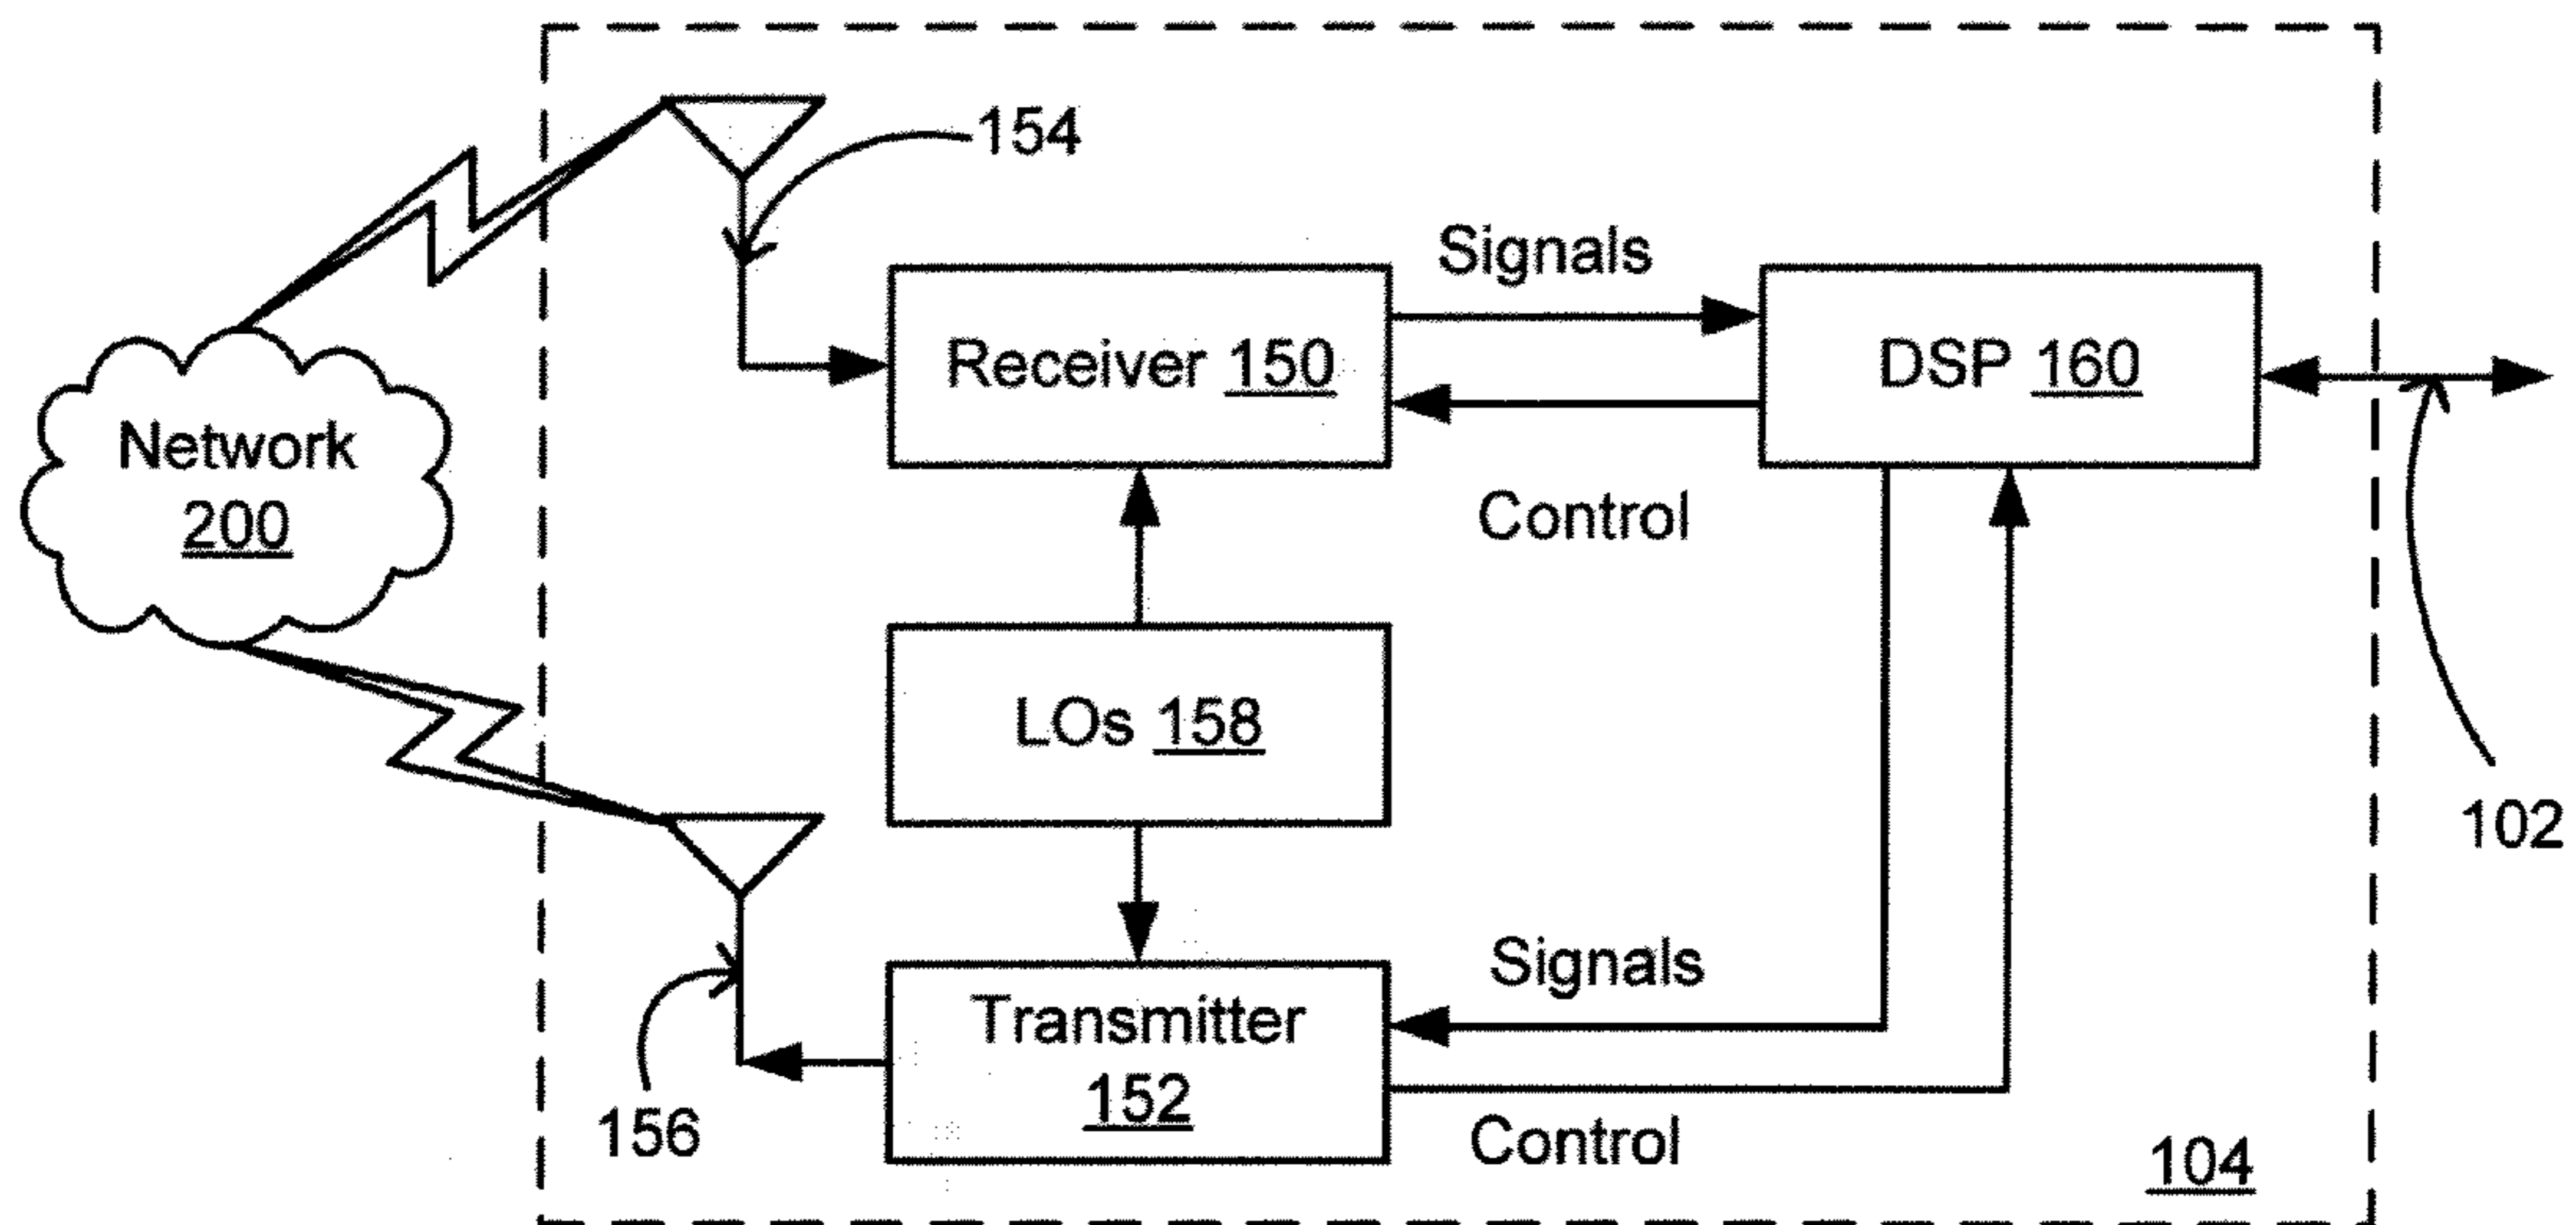 154
Signals
Receiver 150
DSP 160
Network
200
Control
LOs 158
102
Signals
Transmitter
152
156
Control
104